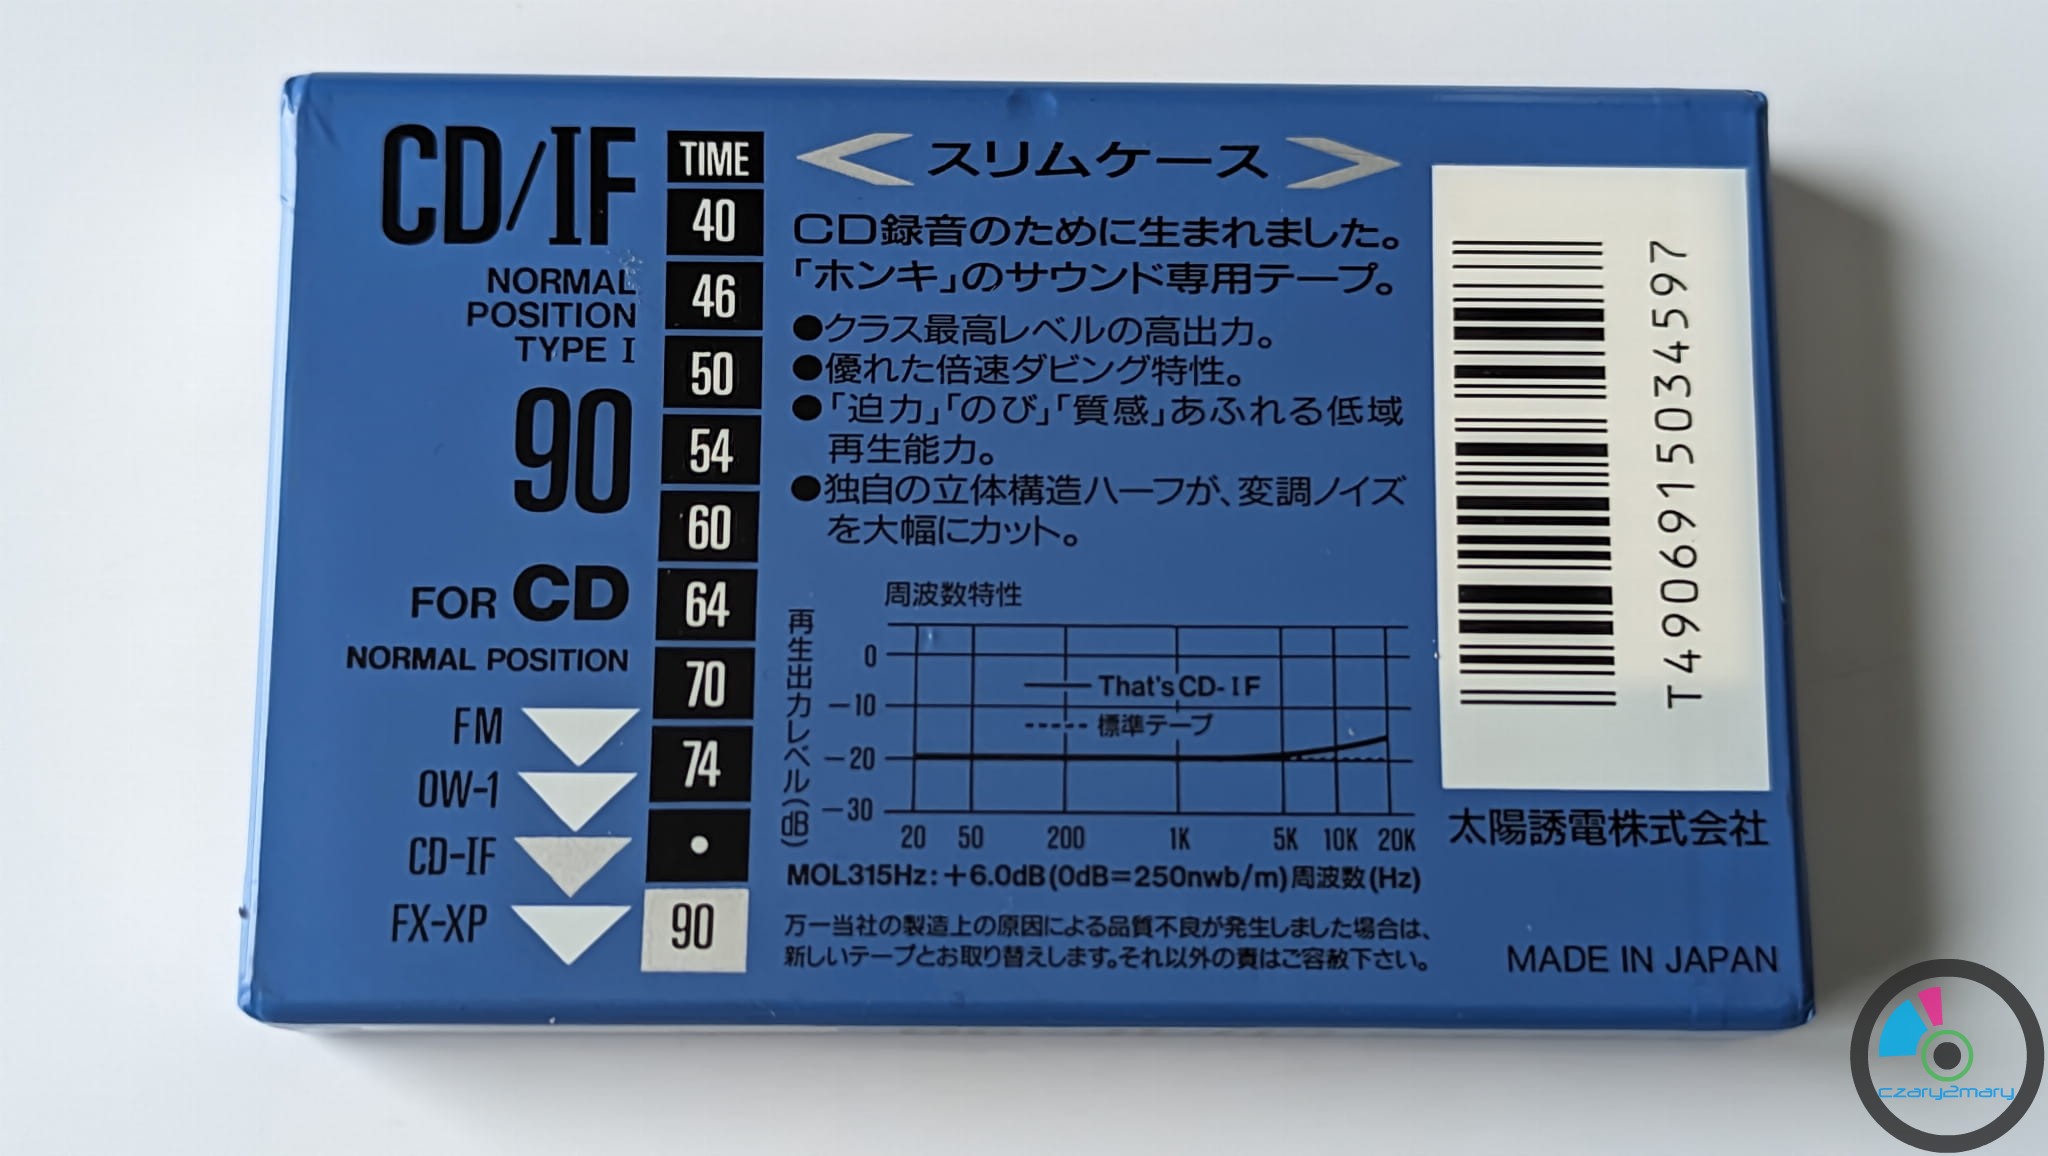 CD/IF
NORMAL
POSITION
TYPE I
90
FOR CD
NORMAL POSITION
FM
OW-1
CD-IF
FX-XP
TIME
40
46
50
54
60
64
70
74
•
90
スリムケース
CD録音のために生まれました。
「ホンキ」のサウンド専用テープ。
●クラス最高レベルの高出力。
●優れた倍速ダビング特性。
●「迫力」「のび」「質感」あふれる低域
再生能力。
●独自の立体構造ハーフが、変調ノイズ
を大幅にカット。
周波数特性
再生出力レベル(dB)
0
-10
-20
-30
That's CD-IF
標準テープ
20 50 200 1K 5K 10K 20K
MOL315Hz:+6.0dB(0dB=250nwb/m)周波数(Hz)
万一当社の製造上の原因による品質不良が発生しました場合は、
新しいテープとお取り替えします。それ以外の責はご容赦下さい。
T4906915034597
太陽誘電株式会社
MADE IN JAPAN
czary2mary